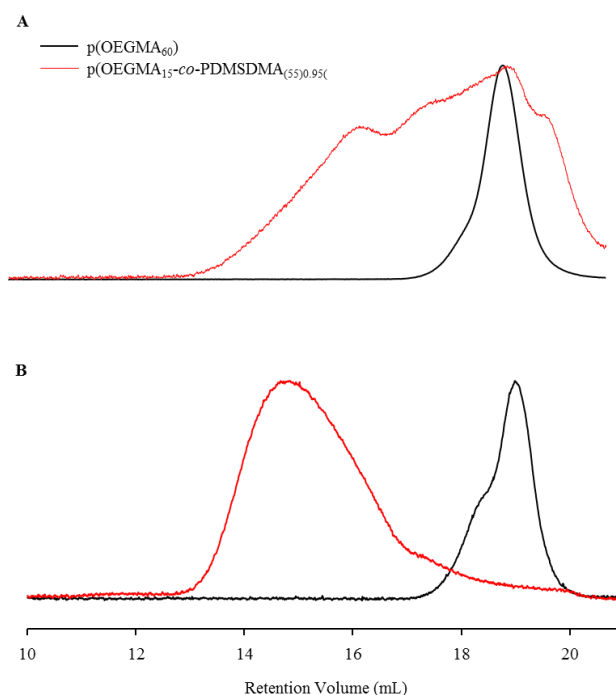 A
p(OEGMA60)
p(OEGMA15-co-PDMSDMA(55)0.95(
B
10 12 14 16 18 20
Retention Volume (mL)